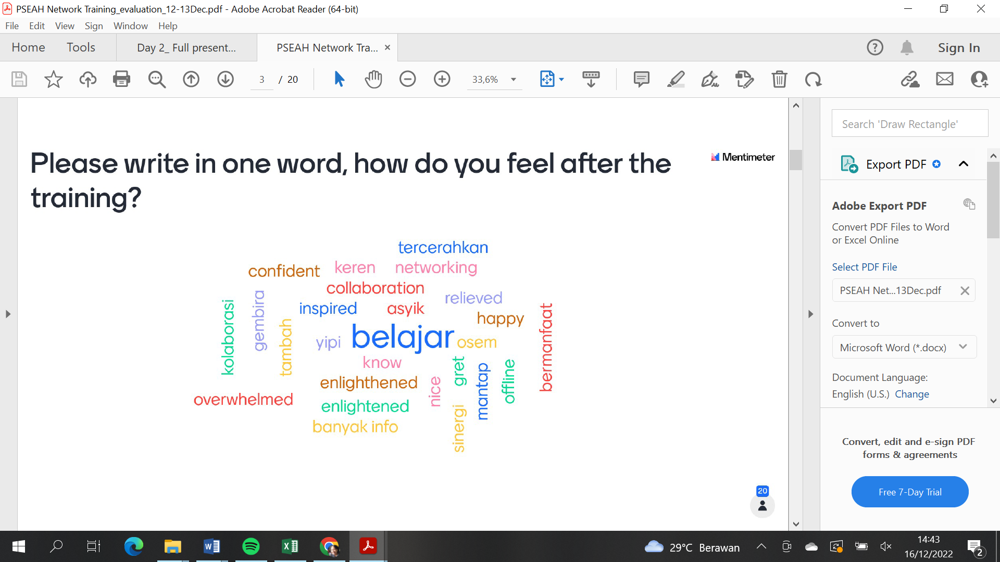 PSEAH Network Training_evaluation_12-13Dec.pdf - Adobe Acrobat Reader (64-bit)
File Edit View Sign Window Help
Home Tools Day 2_ Full present... PSEAH Network Tra... Sign In
3 / 20 33,6%
Please write in one word, how do you feel after the
training?
Mentimeter
tercerahkan
confident keren networking
collaboration
relieved
inspired asyik
happy
kolaborasi
gembira
tambah
yipi belajar osem
bermanfaat
know
gret
mantap
offline
enlighthened
nice
overwhelmed
enlightened
sinergi
banyak info
20
Search 'Draw Rectangle'
Export PDF
Adobe Export PDF
Convert PDF Files to Word
or Excel Online
Select PDF File
PSEAH Net...13Dec.pdf
Convert to
Microsoft Word (*.docx)
Document Language:
English (U.S.) Change
Convert, edit and e-sign PDF
forms & agreements
Free 7-Day Trial
29°C Berawan
14:43
16/12/2022
2